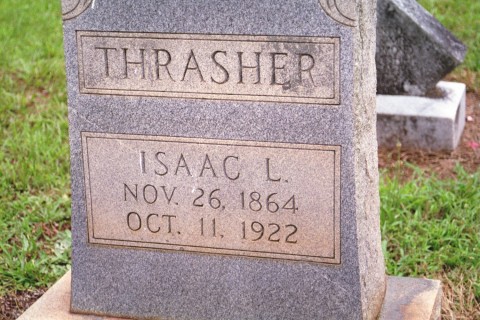 THRASHER
ISAAC L.
NOV. 26, 1864
OCT. 11, 1922